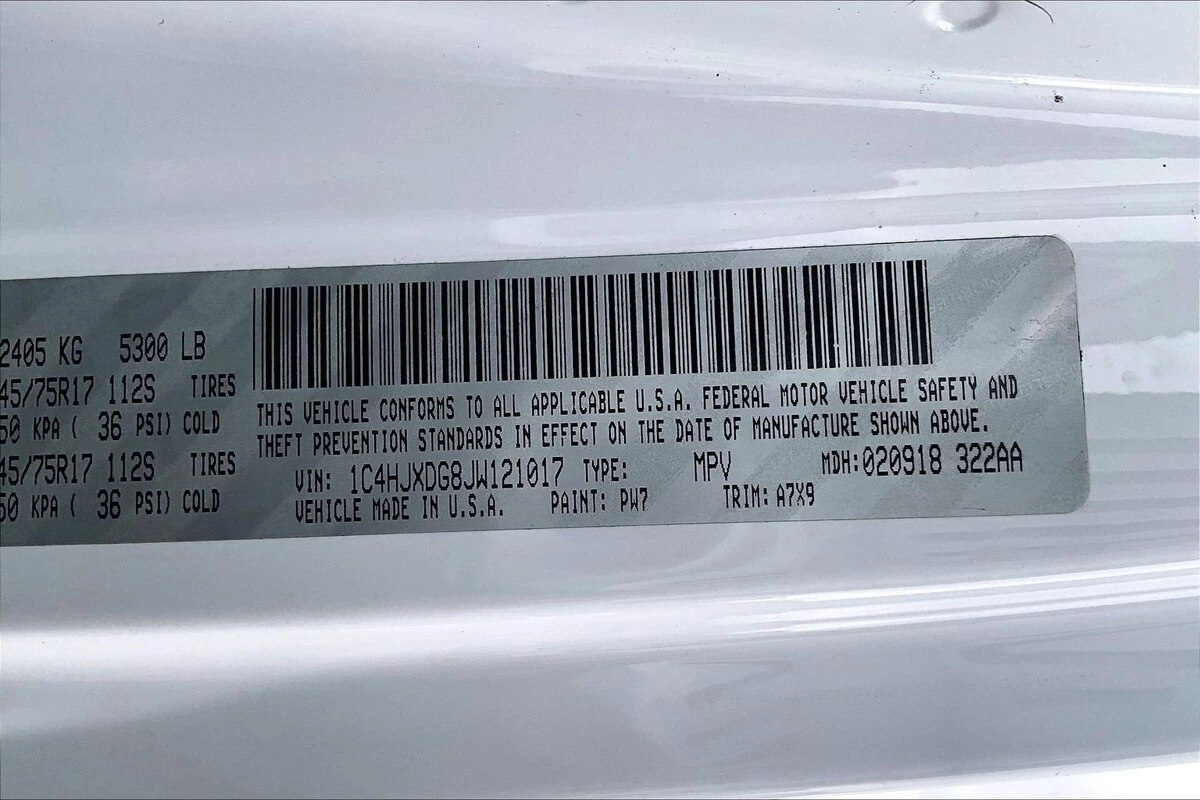 2405 KG 5300 LB
45/75R17 112S TIRES
50 KPA ( 36 PSI) COLD
45/75R17 112S TIRES
50 KPA ( 36 PSI) COLD
THIS VEHICLE CONFORMS TO ALL APPLICABLE U.S.A. FEDERAL MOTOR VEHICLE SAFETY AND
THEFT PREVENTION STANDARDS IN EFFECT ON THE DATE OF MANUFACTURE SHOWN ABOVE.
VIN: 1C4HJXDG8JW121017 TYPE: MPV MDH:020918 322AA
VEHICLE MADE IN U.S.A. PAINT: PW7 TRIM: A7X9